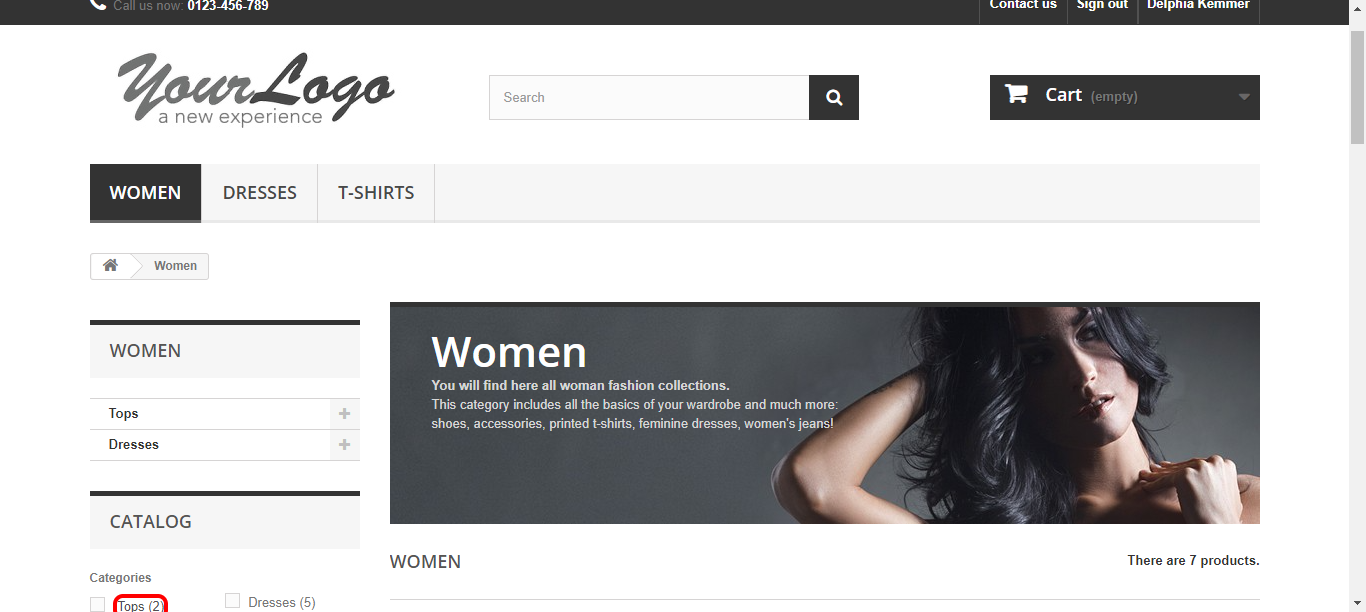 Call us now: 0123-456-789
Contact us
Sign out
Delphia Kemmer
YourLogo
a new experience
Search
Cart (empty)
WOMEN
DRESSES
T-SHIRTS
Women
WOMEN
Tops
Dresses
CATALOG
Categories
Tops (2)
Dresses (5)
Women
You will find here all woman fashion collections.
This category includes all the basics of your wardrobe and much more:
shoes, accessories, printed t-shirts, feminine dresses, women's jeans!
WOMEN
There are 7 products.